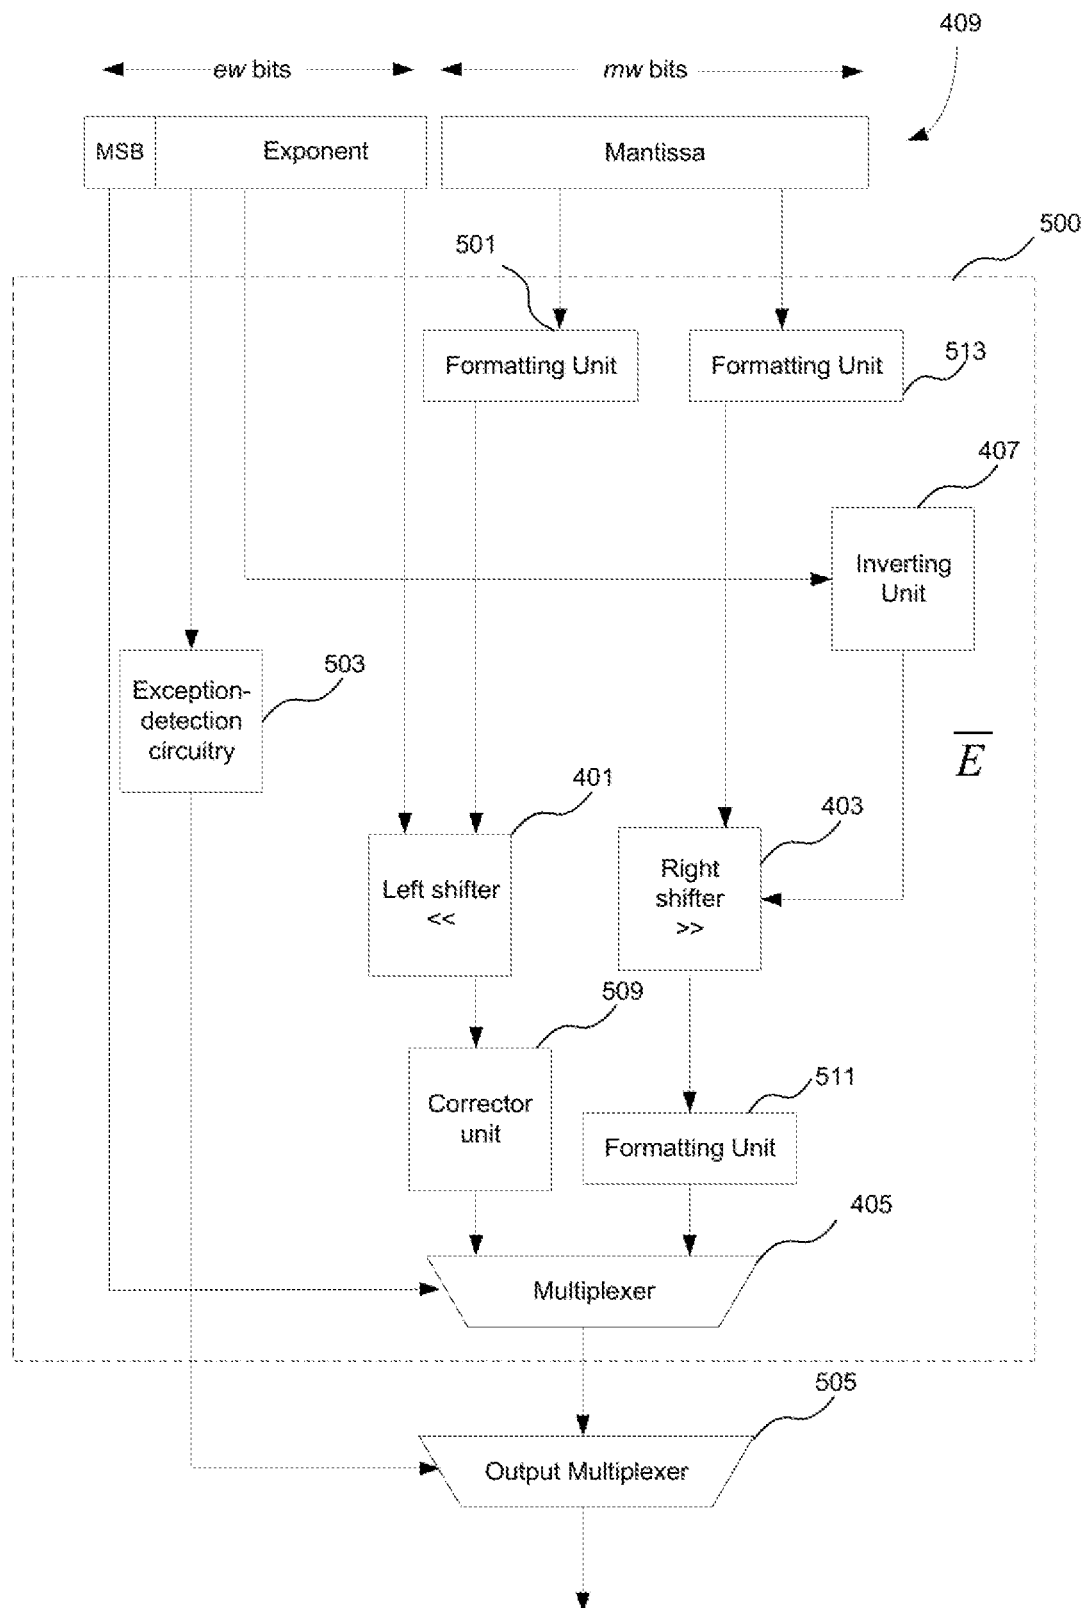 409
ew bits
mw bits
MSB
Exponent
Mantissa
500
501
Formatting Unit
Formatting Unit
513
407
Inverting
Unit
503
Exception-
detection
circuitry
E
401
403
Left shifter
<<
Right
shifter
>>
509
511
Corrector
unit
Formatting Unit
405
Multiplexer
505
Output Multiplexer